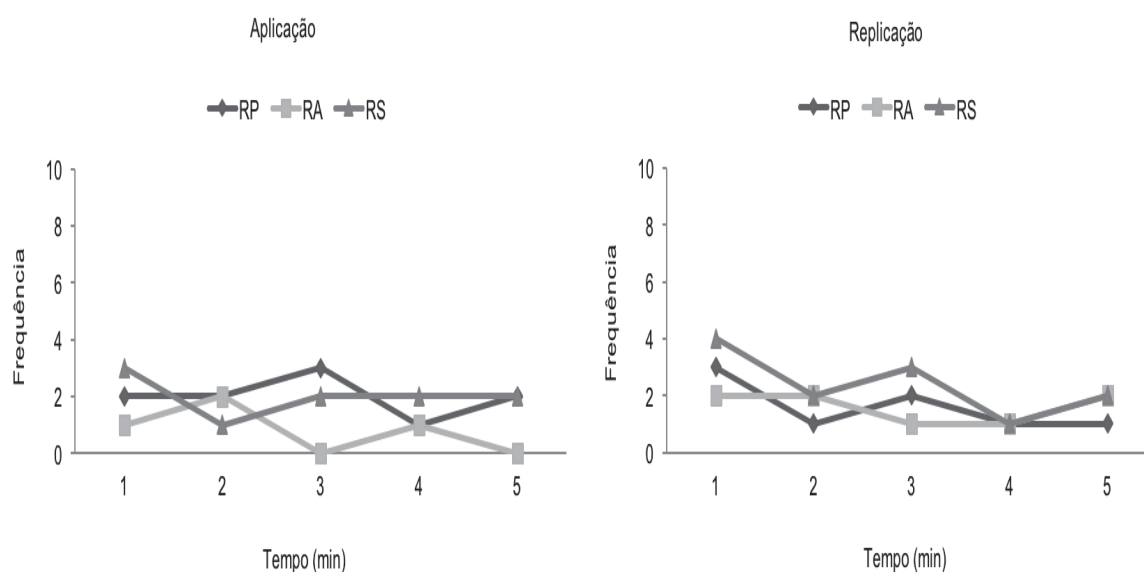 Aplicação
RP RA RS
10
8
6
4
2
0
Frequência
1 2 3 4 5
Tempo (min)
Replicação
RP RA RS
10
8
6
4
2
0
Frequência
1 2 3 4 5
Tempo (min)